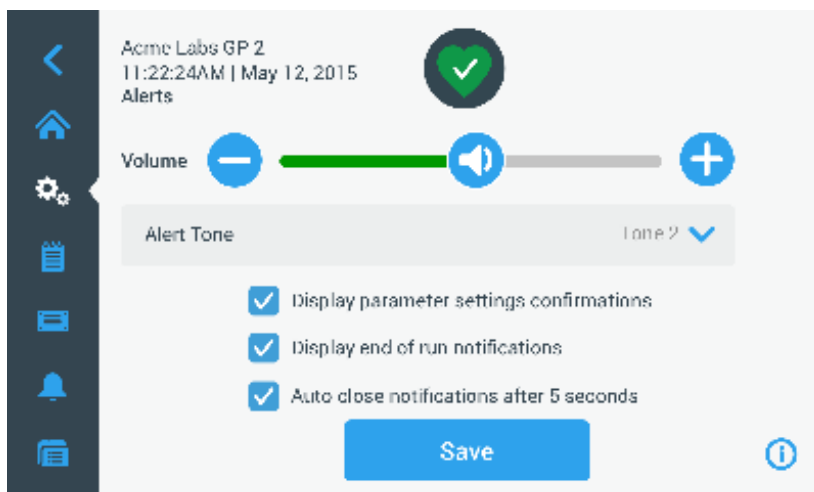 Acme Labs GP 2
11:22:24AM | May 12, 2015
Alerts
Volume
Alert Tone Tone 2
Display parameter settings confirmations
Display end of run notifications
Auto close notifications after 5 seconds
Save